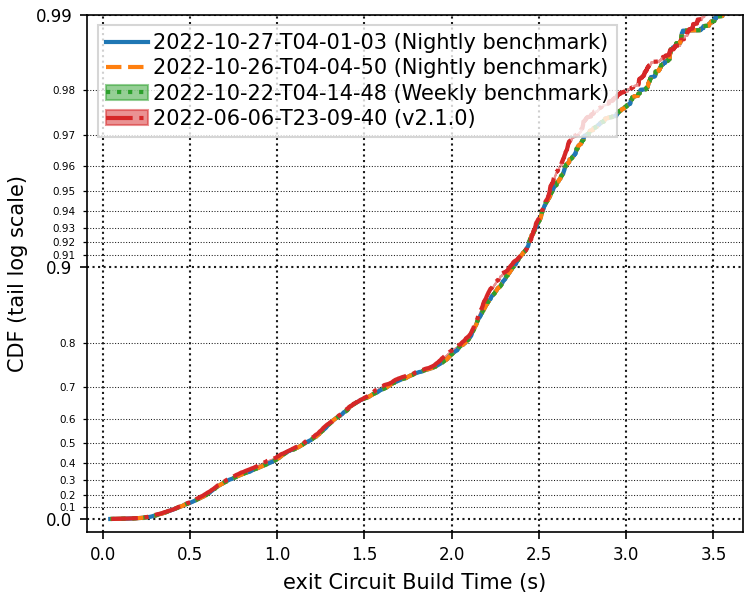 0.99
0.98
0.97
0.96
0.95
0.94
0.93
0.92
0.91
0.9
0.8
0.7
0.6
0.5
0.4
0.3
0.2
0.1
0.0
CDF (tail log scale)
2022-10-27-T04-01-03 (Nightly benchmark)
2022-10-26-T04-04-50 (Nightly benchmark)
2022-10-22-T04-14-48 (Weekly benchmark)
2022-06-06-T23-09-40 (v2.1.0)
0.0 0.5 1.0 1.5 2.0 2.5 3.0 3.5
exit Circuit Build Time (s)